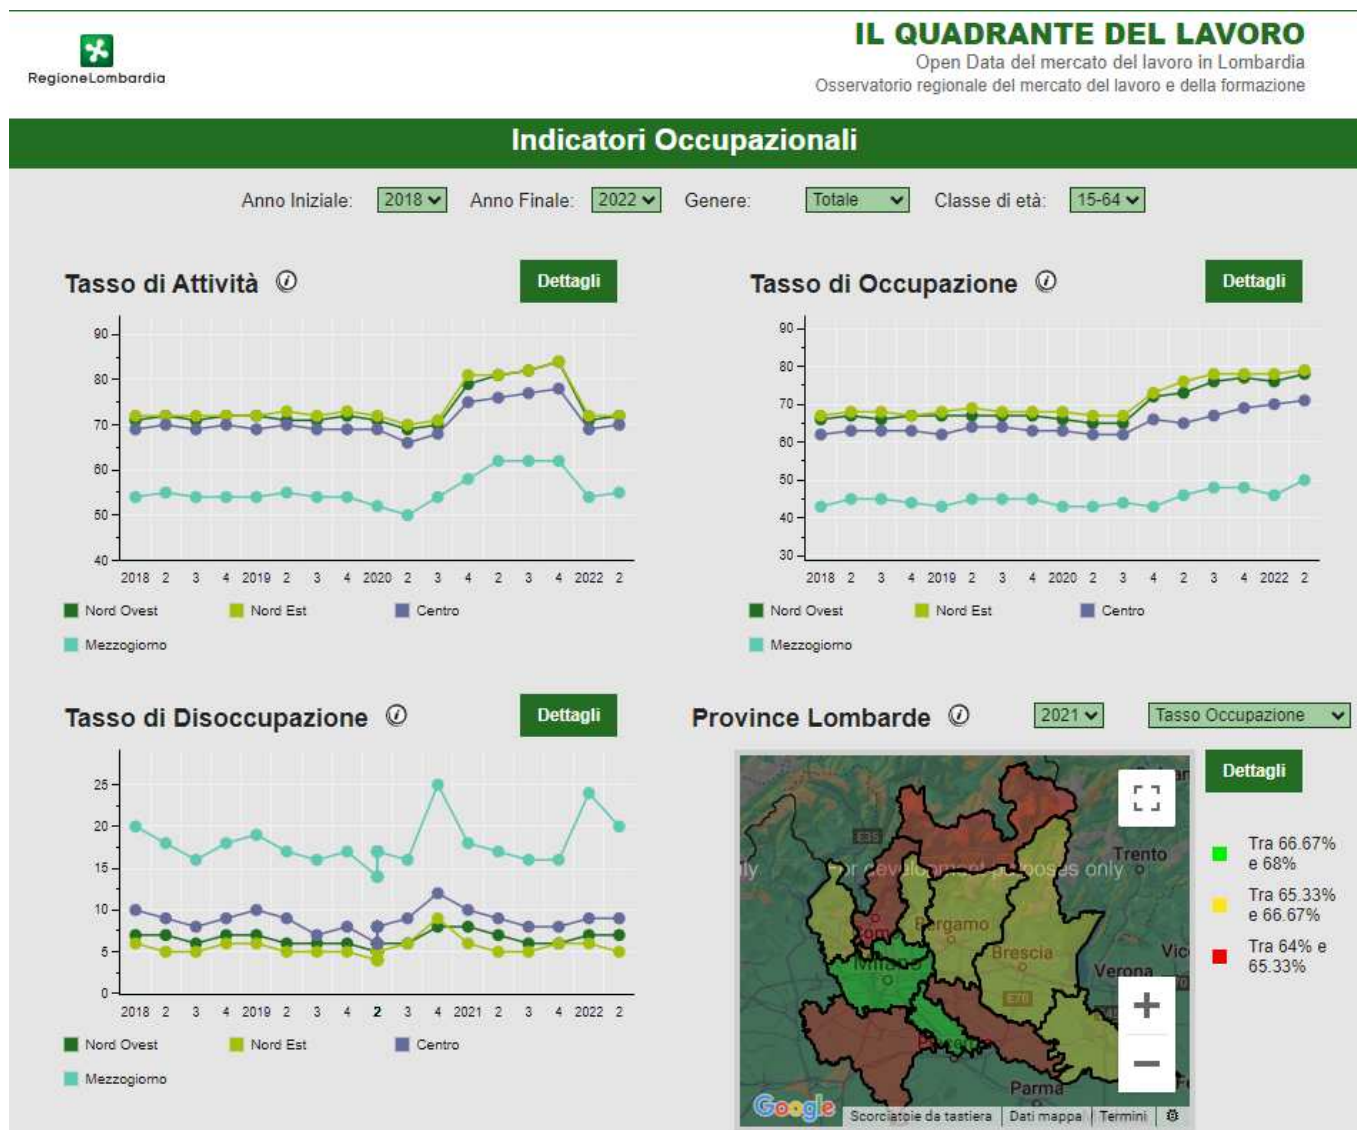 RegioneLombardia
IL QUADRANTE DEL LAVORO
Open Data del mercato del lavoro in Lombardia
Osservatorio regionale del mercato del lavoro e della formazione
Indicatori Occupazionali
Anno Iniziale: 2018 Anno Finale: 2022 Genere: Totale Classe di età: 15-64
Tasso di Attività i Dettagli
90
80
70
60
50
40
2018 2 3 4 2019 2 3 4 2020 2 3 4 2 3 4 2022 2
Nord Ovest Nord Est Centro
Mezzogiorno
Tasso di Occupazione i Dettagli
90
80
70
60
50
40
30
2018 2 3 4 2019 2 3 4 2020 2 3 4 2 3 4 2022 2
Nord Ovest Nord Est Centro
Mezzogiorno
Tasso di Disoccupazione i Dettagli
25
20
15
10
5
0
2018 2 3 4 2019 2 3 4 2 3 4 2021 2 3 4 2022 2
Nord Ovest Nord Est Centro
Mezzogiorno
Province Lombarde i 2021 Tasso Occupazione
Dettagli
E35
Trento
ly For development purposes only
Bergamo
Brescia
Milano
Verona
E70
Parma
Google Scorciatoie da tastiera Dati mappa Termini
Tra 66.67%
e 68%
Tra 65.33%
e 66.67%
Tra 64% e
65.33%